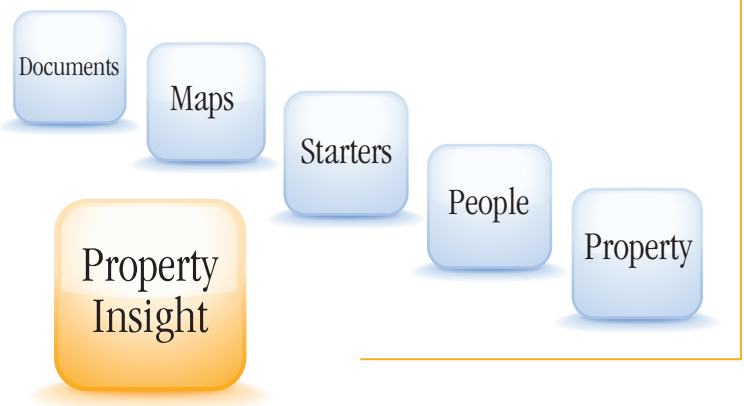 Documents
Maps
Starters
People
Property
Property
Insight